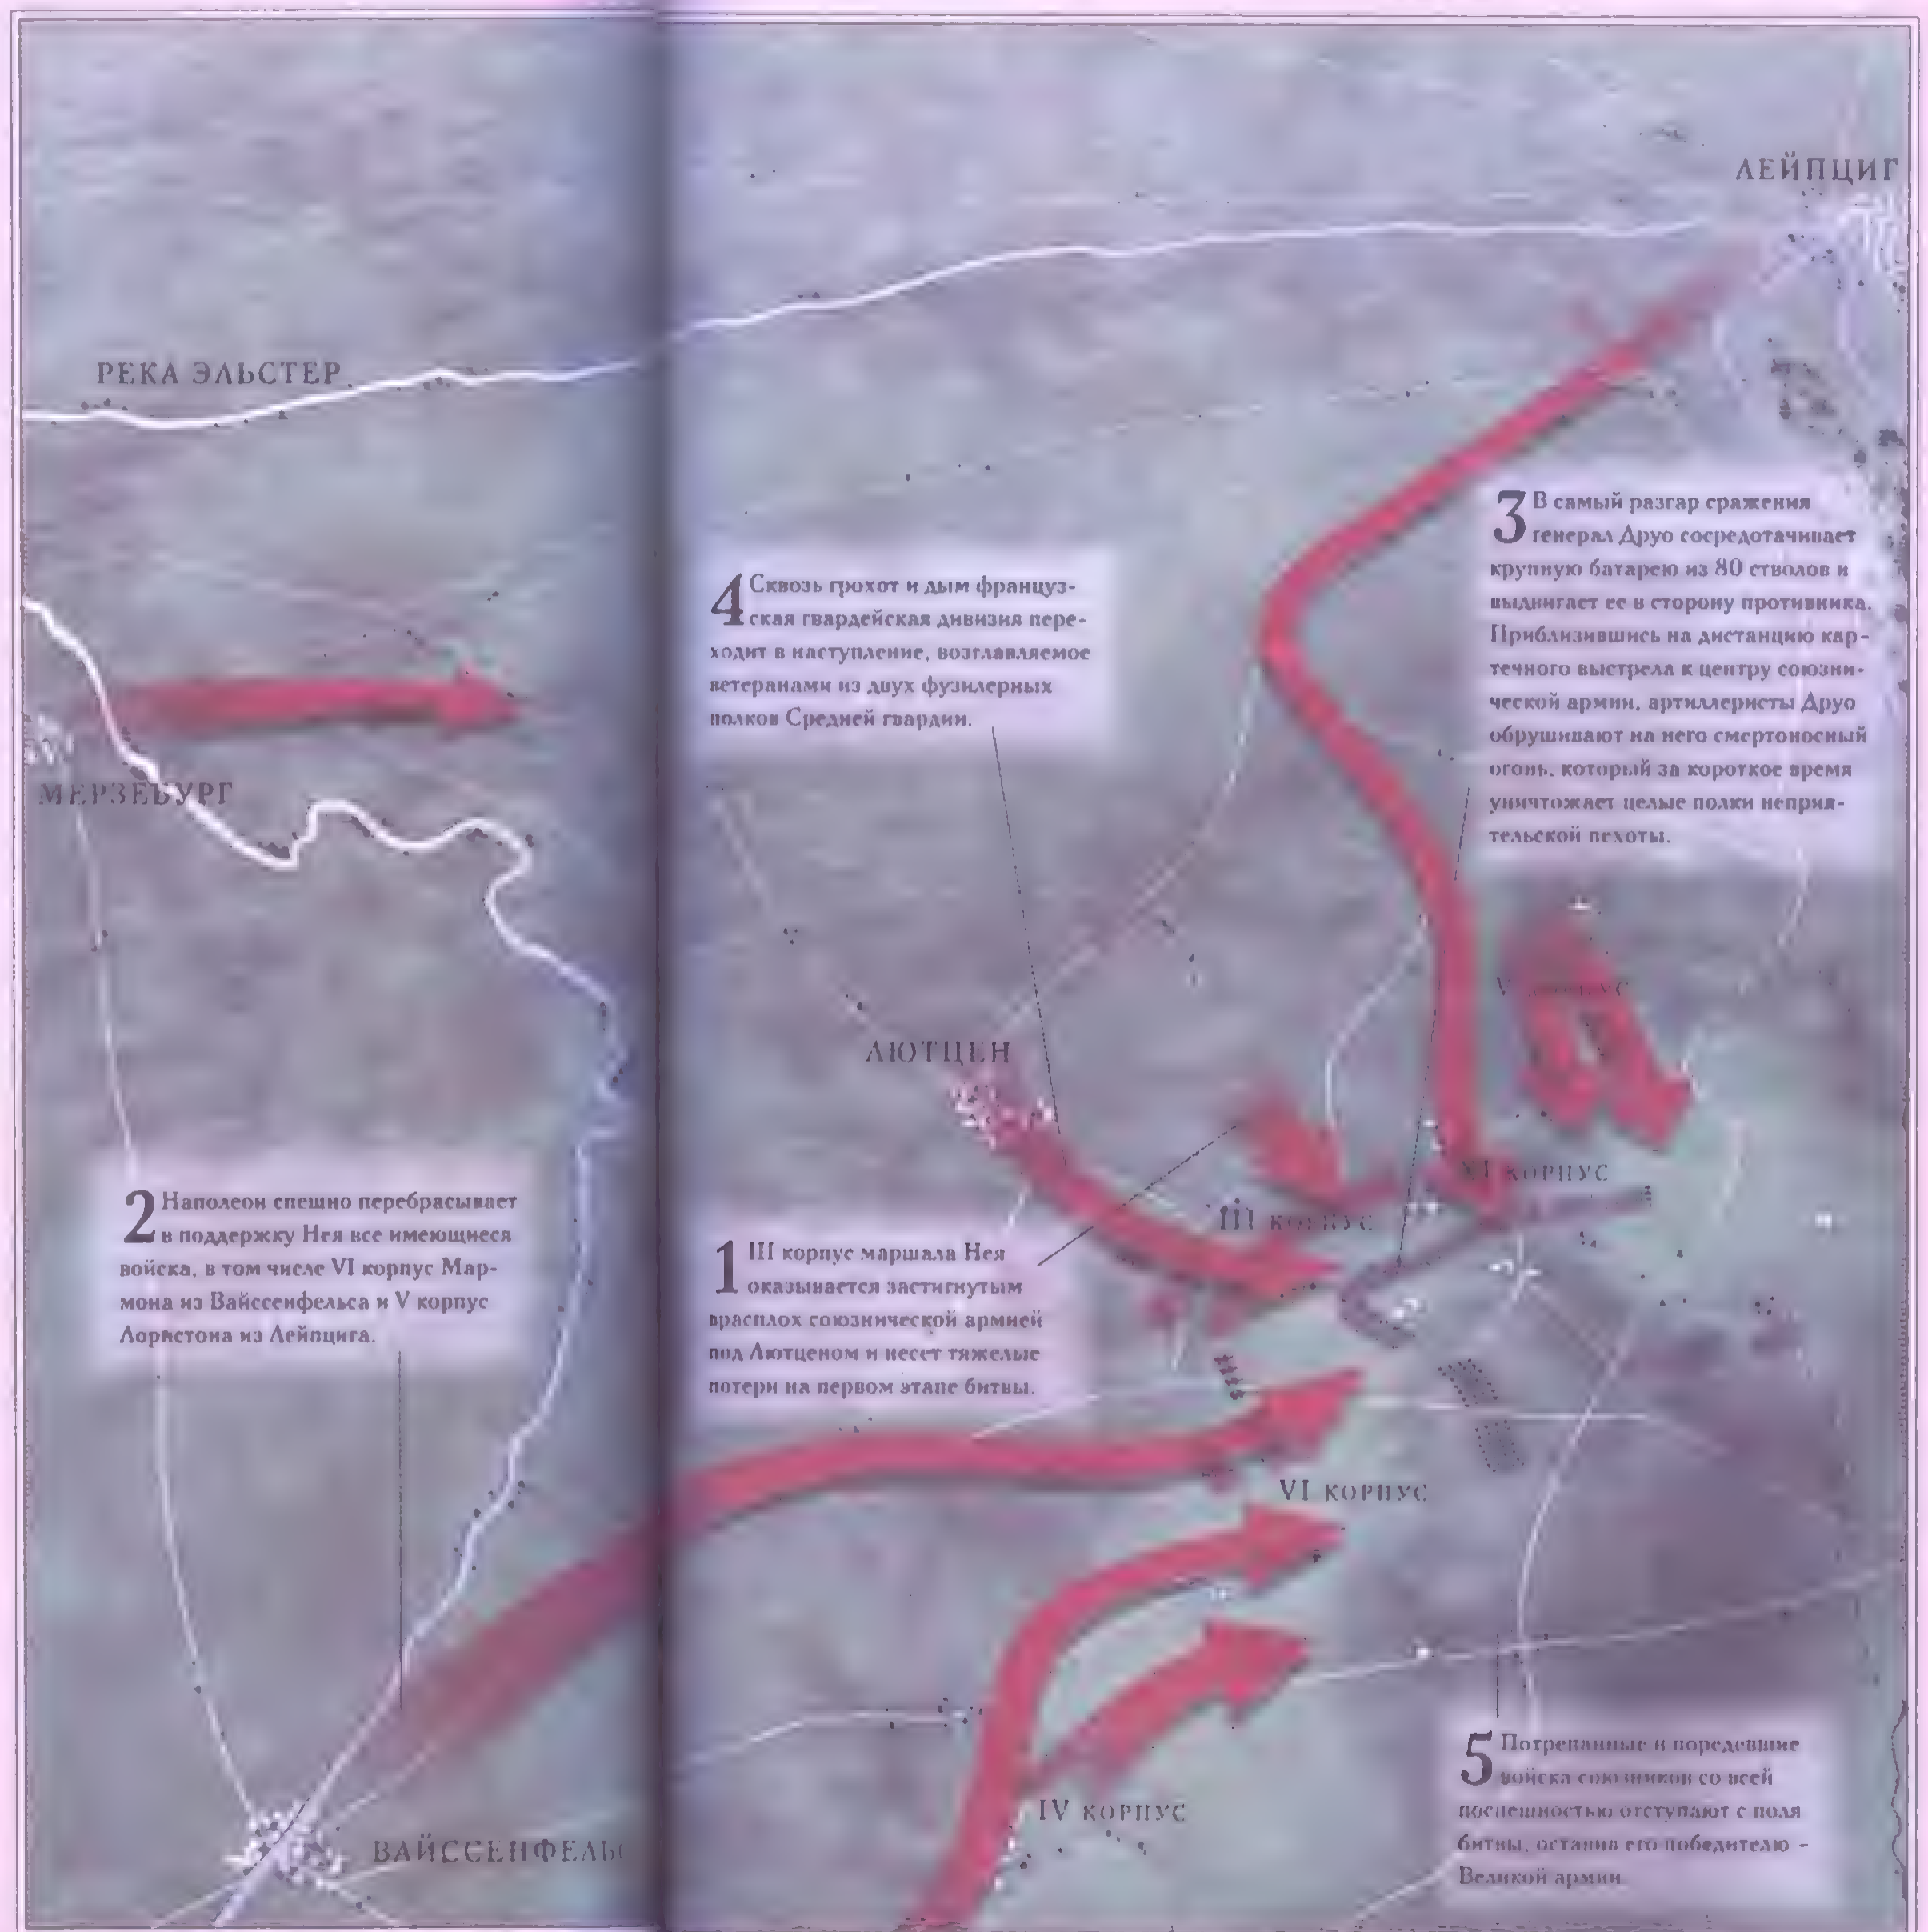 ЛЕЙПЦИГ
РЕКА ЭЛЬСТЕР
3 В самый разгар сражения
генерал Друо сосредотачивает
крупную батарею из 80 стволов и
выдвигает ее в сторону противника.
Приблизившись на дистанцию кар-
течного выстрела к центру союзни-
ческой армии, артиллеристы Друо
обрушивают на него смертоносный
огонь, который за короткое время
уничтожает целые полки неприя-
тельской пехоты.
4 Сквозь грохот и дым француз-
ская гвардейская дивизия пере-
ходит в наступление, возглавляемое
ветеранами из двух фузилерных
полков Средней гвардии.
МЕРЗЕБУРГ
V КОРПУС
ЛЮТЦЕН
XI КОРПУС
III КОРПУС
2 Наполеон спешно перебрасывает
в поддержку Нея все имеющиеся
войска, в том числе VI корпус Мар-
мона из Вайссенфельса и V корпус
Лористона из Лейпцига.
1 III корпус маршала Нея
оказывается застигнутым
врасплох союзнической армией
под Лютценом и несет тяжелые
потери на первом этапе битвы.
VI КОРПУС
IV КОРПУС
ВАЙССЕНФЕЛЬС
5 Потрепанные и поредевшие
войска союзников со всей
поспешностью отступают с поля
битвы, оставив его победителю –
Великой армии.